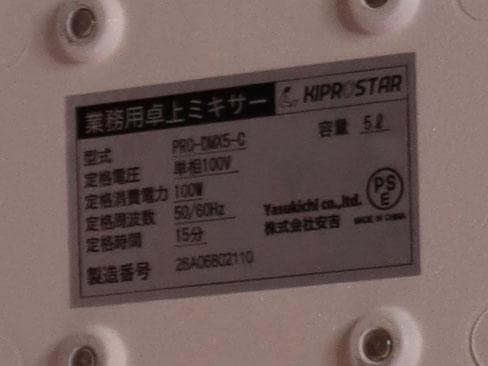 業務用卓上ミキサー KIPROSTAR
型式 PRO-DMX5-C 容量 5ℓ
定格電圧 単相100V
定格消費電力 100W
定格周波数 50/60Hz
定格時間 15分
製造番号 26A06802110
Yasukichi co.,ltd.
株式会社安吉
PS
E
MADE IN CHINA